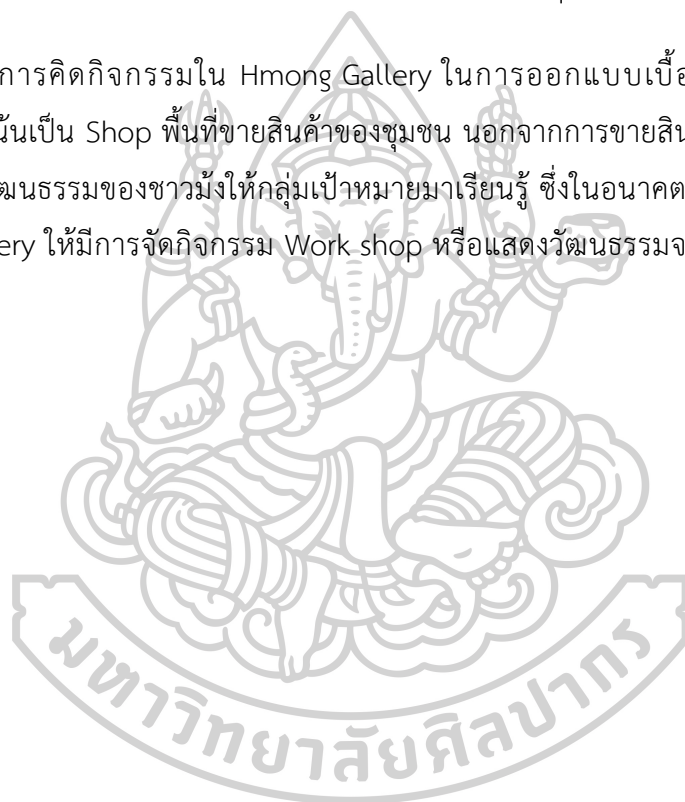 การคิดกิจกรรมใน Hmong Gallery ในการออกแบบเบื้อ
นเป็น Shop พื้นที่ขายสินค้าของชุมชน นอกจากการขายสิน
ฒนธรรมของชาวม้งให้กลุ่มเป้าหมายมาเรียนรู้ ซึ่งในอนาคต
ery ให้มีการจัดกิจกรรม Work shop หรือแสดงวัฒนธรรมจ
มหาวิทยาลัยศิลปากร